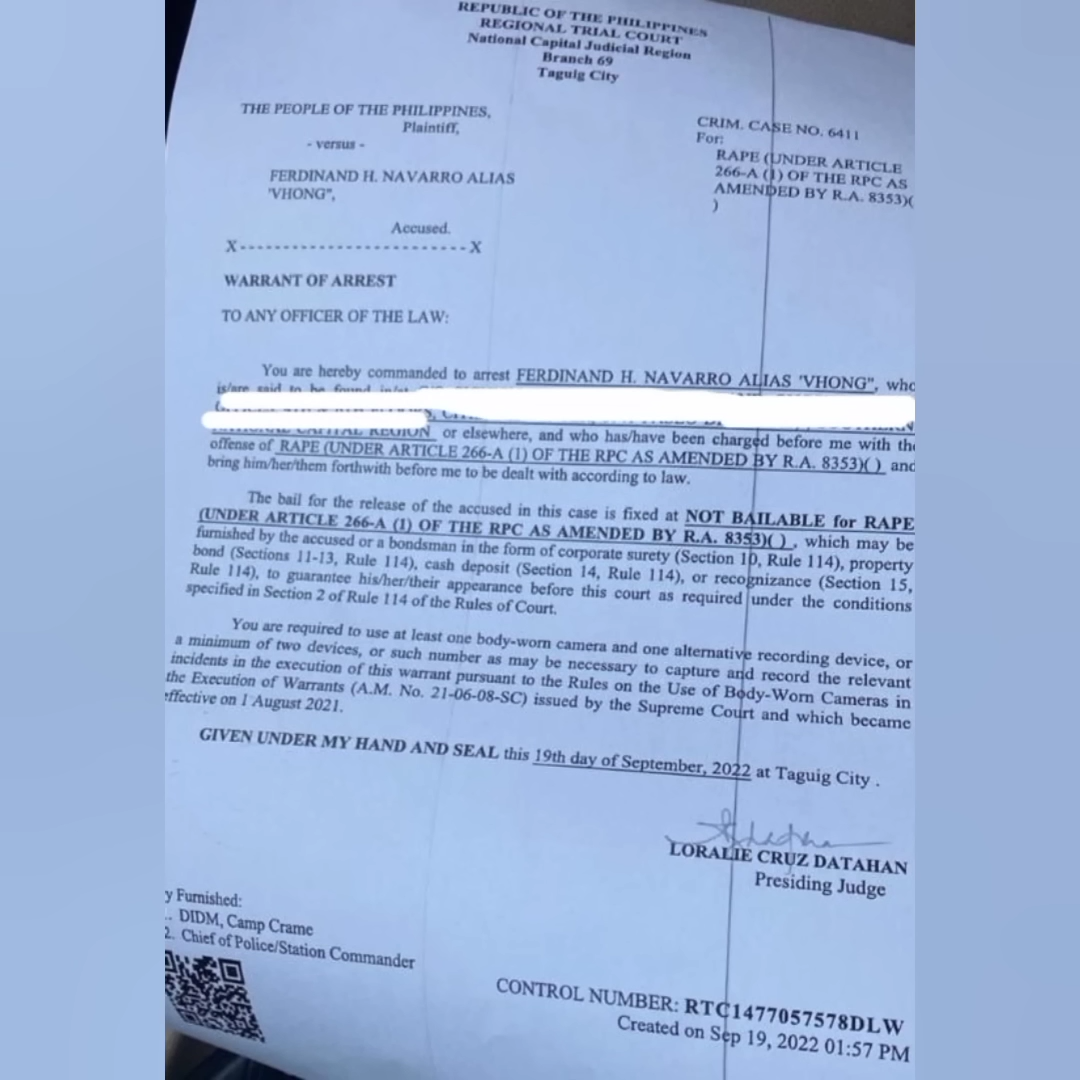 REPUBLIC OF THE PHILIPPINES
REGIONAL TRIAL COURT
National Capital Judicial Region
Branch 69
Taguig City
THE PEOPLE OF THE PHILIPPINES,
Plaintiff,
- versus -
FERDINAND H. NAVARRO ALIAS
'VHONG",
Accused.
X-------------------------X
CRIM. CASE NO. 6411
For:
RAPE (UNDER ARTICLE
266-A (1) OF THE RPC AS
AMENDED BY R.A. 8353)(
)
WARRANT OF ARREST
TO ANY OFFICER OF THE LAW:
You are hereby commanded to arrest FERDINAND H. NAVARRO ALIAS 'VHONG", who
is/are said to be found
NATIONAL CAPITAL REGION or elsewhere, and who has/have been charged before me with the
offense of RAPE (UNDER ARTICLE 266-A (1) OF THE RPC AS AMENDED BY R.A. 8353)( ) and
bring him/her/them forthwith before me to be dealt with according to law.
The bail for the release of the accused in this case is fixed at NOT BAILABLE for RAPE
(UNDER ARTICLE 266-A (1) OF THE RPC AS AMENDED BY R.A. 8353)( ) , which may be
furnished by the accused or a bondsman in the form of corporate surety (Section 10, Rule 114), property
bond (Sections 11-13, Rule 114), cash deposit (Section 14, Rule 114), or recognizance (Section 15,
Rule 114), to guarantee his/her/their appearance before this court as required under the conditions
specified in Section 2 of Rule 114 of the Rules of Court.
You are required to use at least one body-worn camera and one alternative recording device, or
a minimum of two devices, or such number as may be necessary to capture and record the relevant
incidents in the execution of this warrant pursuant to the Rules on the Use of Body-Worn Cameras in
the Execution of Warrants (A.M. No. 21-06-08-SC) issued by the Supreme Court and which became
effective on 1 August 2021.
GIVEN UNDER MY HAND AND SEAL this 19th day of September, 2022 at Taguig City .
LORALIE CRUZ DATAHAN
Presiding Judge
y Furnished:
. DIDM, Camp Crame
2. Chief of Police/Station Commander
CONTROL NUMBER: RTC1477057578DLW
Created on Sep 19, 2022 01:57 PM